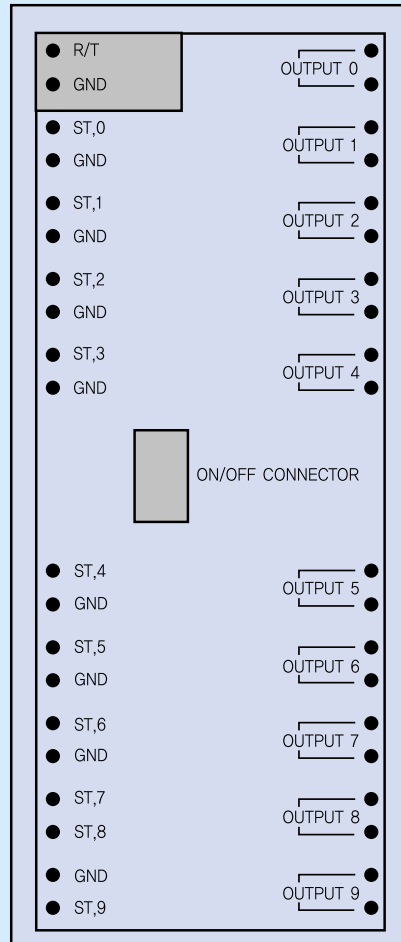 R/T
OUTPUT 0
GND
ST,0
OUTPUT 1
GND
ST,1
OUTPUT 2
GND
ST,2
OUTPUT 3
GND
ST,3
OUTPUT 4
GND
ON/OFF CONNECTOR
ST,4
OUTPUT 5
GND
ST,5
OUTPUT 6
GND
ST,6
OUTPUT 7
GND
ST,7
OUTPUT 8
ST,8
GND
OUTPUT 9
ST,9